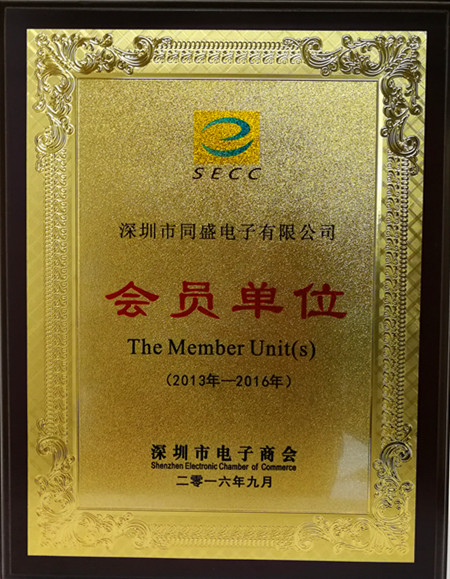 SECC
深圳市同盛电子有限公司
会员单位
The Member Unit(s)
(2013年—2016年)
深圳市电子商会
Shenzhen Electronic Chamber of Commerce
二零一六年九月